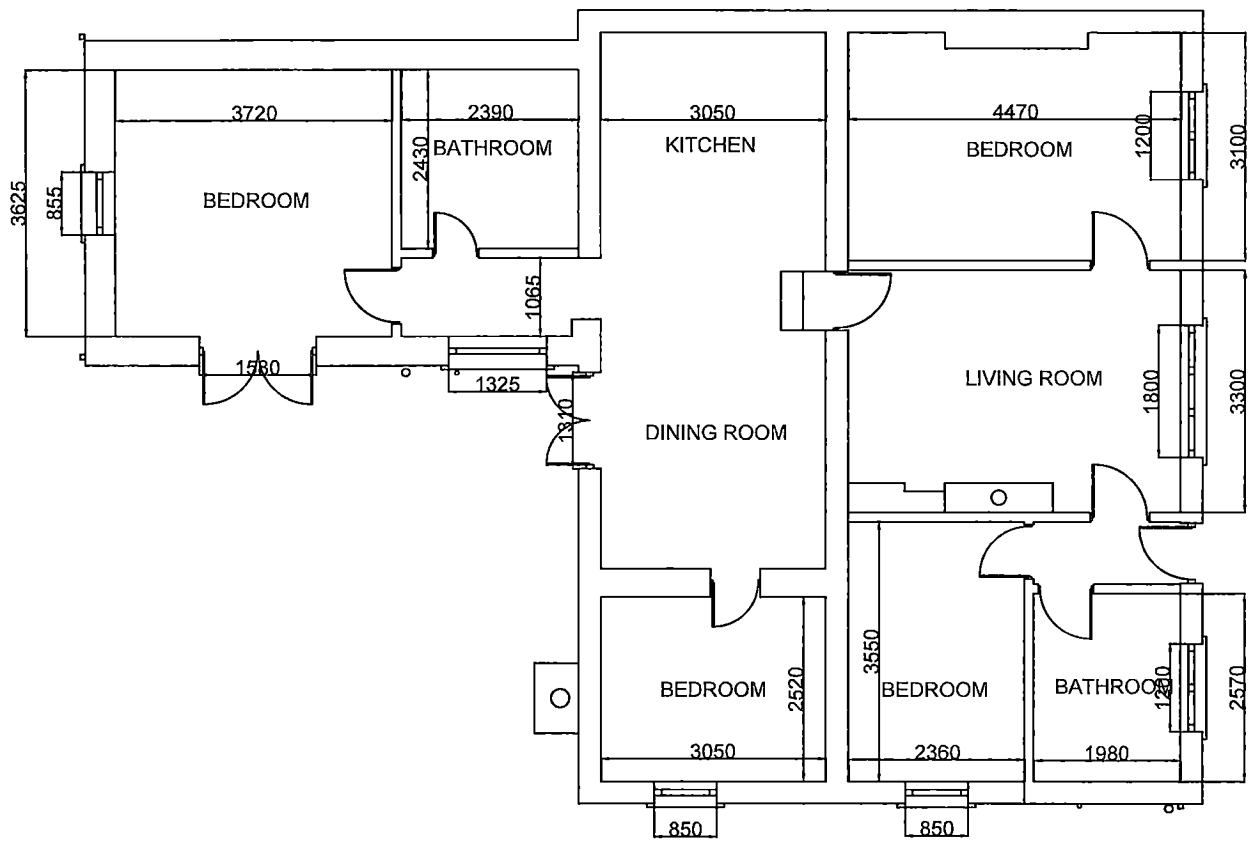 3720
2390
3050
4470
1200
3100
2430
BATHROOM
KITCHEN
BEDROOM
3625
855
BEDROOM
1065
1580
1325
1310
DINING ROOM
LIVING ROOM
1800
3300
3550
BEDROOM
2520
BEDROOM
BATHROOM
1200
2570
3050
2360
1980
850
850